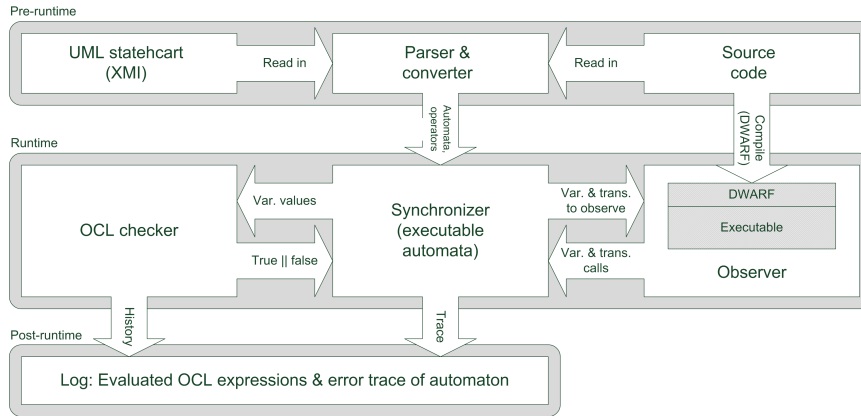 Pre-runtime
UML statehcart
(XMI)
Read in
Parser &
converter
Read in
Source
code
Automata,
operators
Compile
(DWARF)
Runtime
OCL checker
Var. values
True || false
Synchronizer
(executable
automata)
Var. & trans.
to observe
Var. & trans.
calls
DWARF
Executable
Observer
History
Trace
Post-runtime
Log: Evaluated OCL expressions & error trace of automaton